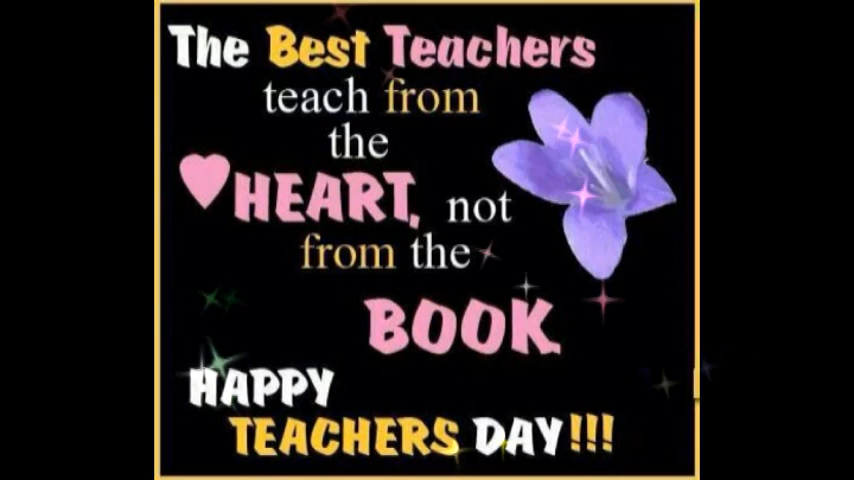 The Best Teachers
teach from
the
HEART, not
from the
BOOK.
HAPPY
TEACHERS DAY!!!